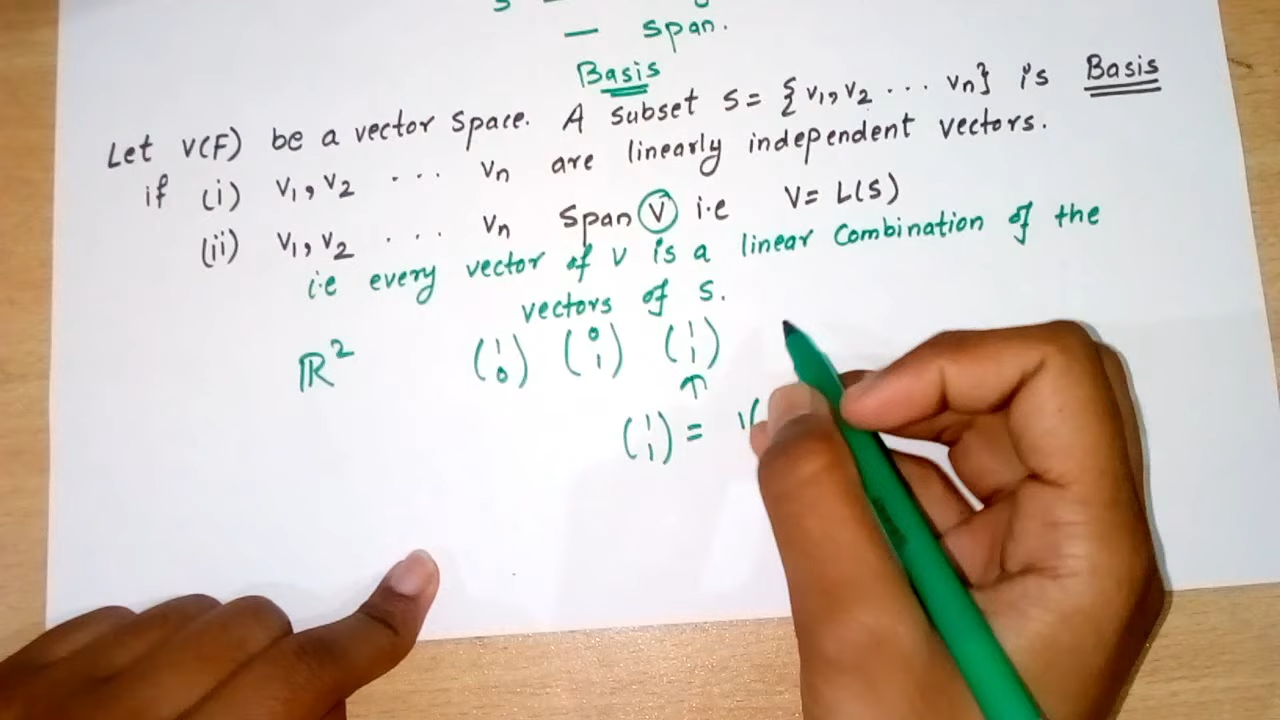 — span.
Basis
Let V(F) be a vector space. A subset S = {v₁, v₂ ... vn} is Basis
if (i) v₁, v₂ ... vn are linearly independent vectors.
(ii) v₁, v₂ ... vn span V i.e V = L(S)
i.e every vector of V is a linear combination of the
vectors of S.
ℝ² (1 0) (0 1) (1 1)
↑
(1 1) = 1(